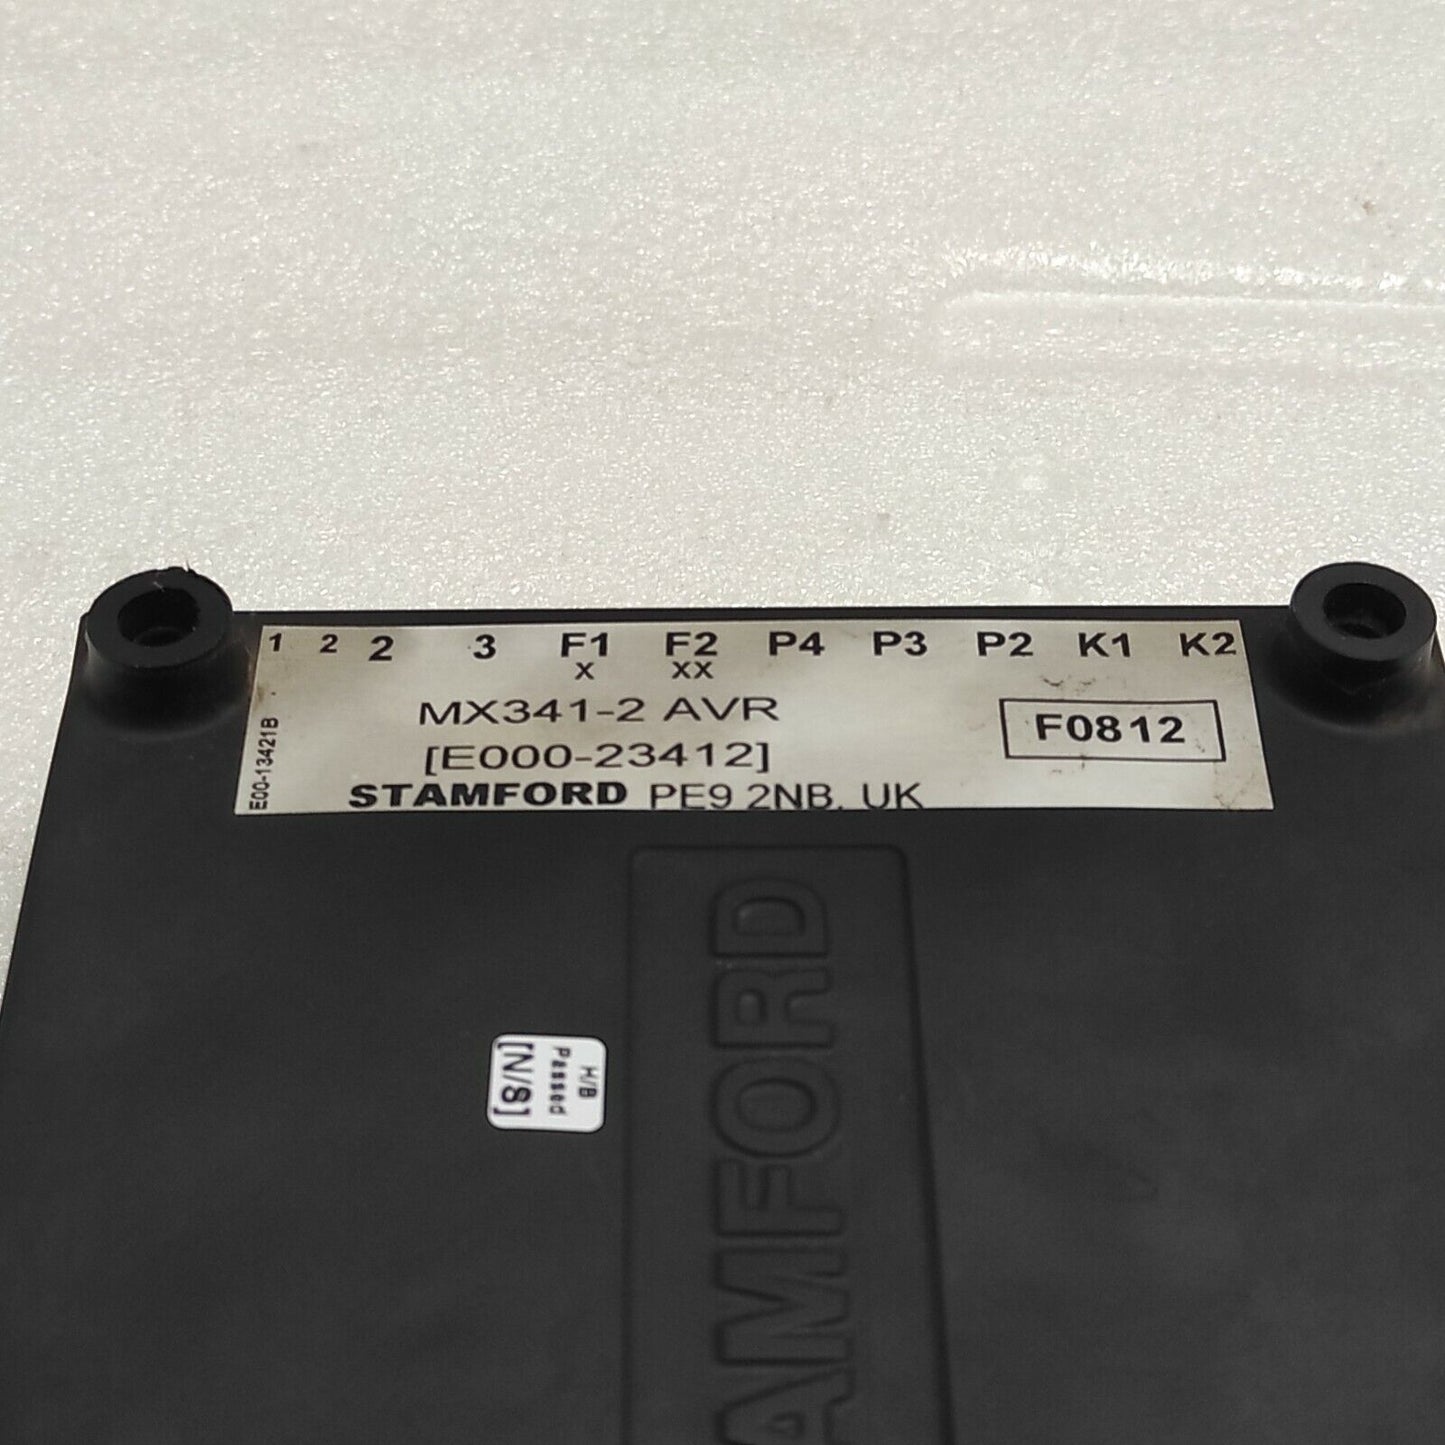 1 2 2 3 F1 F2 P4 P3 P2 K1 K2
X XX
MX341-2 AVR
[E000-23412]
STAMFORD PE9 2NB. UK
F0812
E00-13421B
H/B
Passed
[N/S]
AMFORD